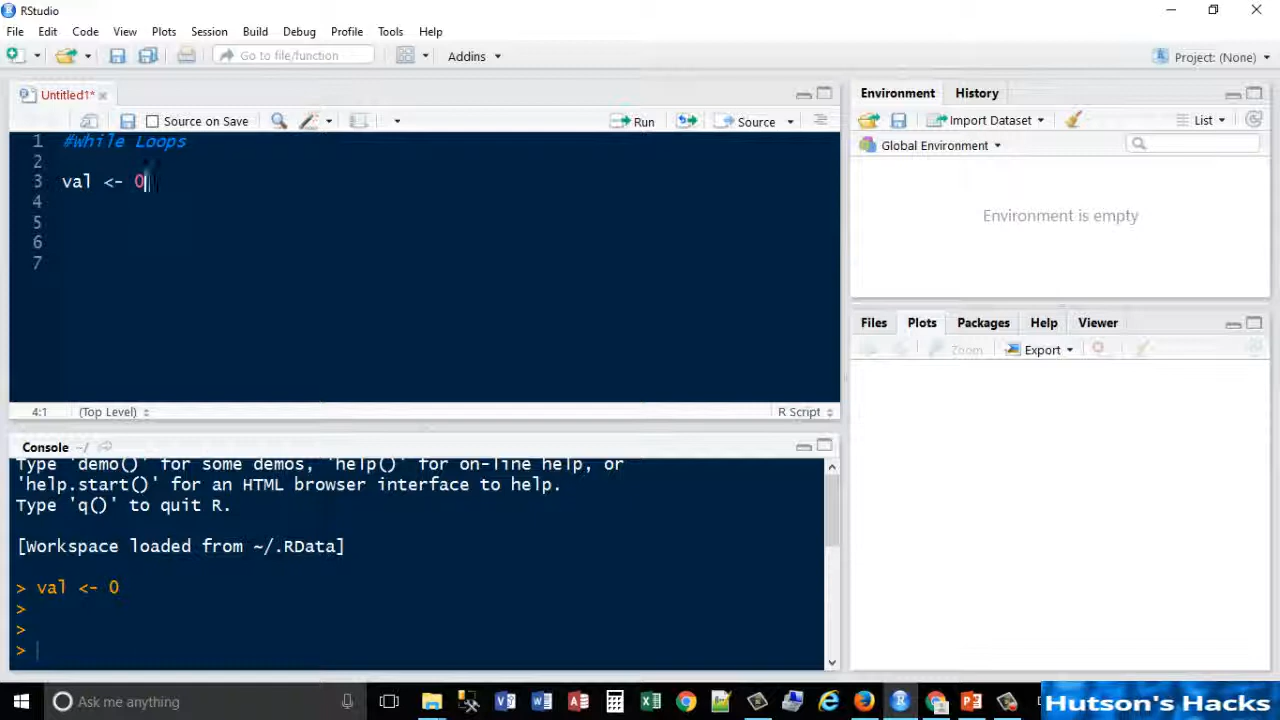 RStudio
File Edit Code View Plots Session Build Debug Profile Tools Help
Go to file/function
Addins
Project: (None)
Untitled1*
Source on Save
Run
Source
1 #While Loops
2
3 val <- 0
4
5
6
7
4:1 (Top Level)
R Script
Console ~/
Type 'demo()' for some demos, 'help()' for on-line help, or
'help.start()' for an HTML browser interface to help.
Type 'q()' to quit R.
[Workspace loaded from ~/.RData]
> val <- 0
>
>
>
Environment History
Import Dataset
List
Global Environment
Environment is empty
Files Plots Packages Help Viewer
Zoom
Export
Ask me anything
Hutson's Hacks